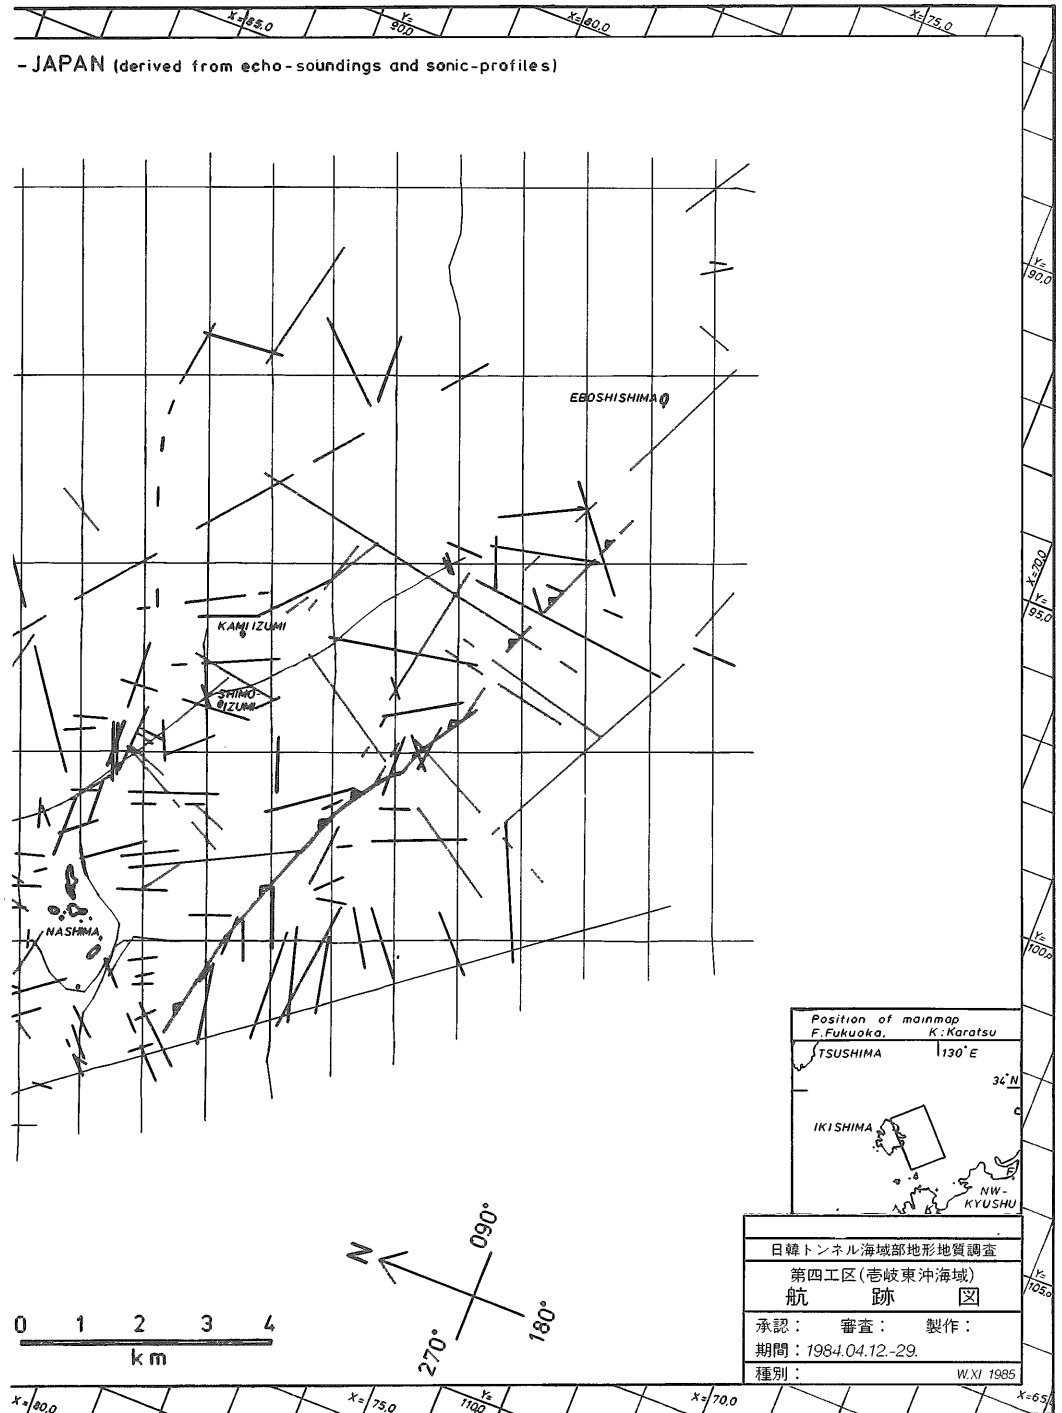 X=85,0
Y=
90,0
X=80,0
X=75,0
-JAPAN (derived from echo-soundings and sonic-profiles)
Y=
90,0
EBOSHISHIMA
X=70,0
Y=
95,0
KAMI IZUMI
SHIMO-
IZUMI
NASHIMA
Y=
100,0
Position of mainmap
F.Fukuoka, K:Karatsu
TSUSHIMA
130°E
34°N
IKISHIMA
F
NW-
KYUSHU
N
090°
180°
270°
0 1 2 3 4
km
日韓トンネル海域部地形地質調査
第四工区(壱岐東沖海域)
航 跡 図
承認： 審査： 製作：
期間：1984.04.12.-29.
種別： W.XI 1985
Y=
105,0
X=80,0
X=75,0
Y=
110,0
X=70,0
X=65,